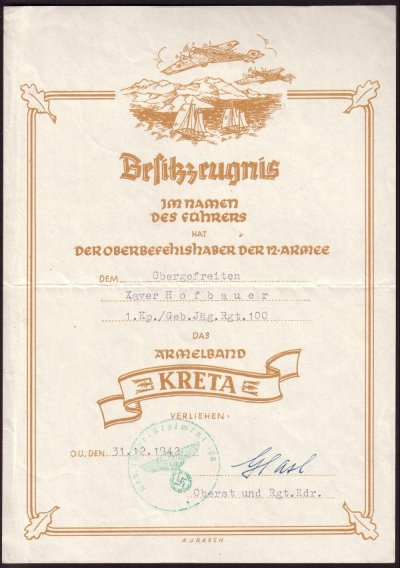 Besitzzeugnis
IM NAMEN
DES FÜHRERS
HAT
DER OBERBEFEHLSHABER DER 12·ARMEE
DEM Obergefreiten
Xaver Hofbauer
1.Kp./Geb.Jäg.Rgt.100
DAS
ÄRMELBAND
KRETA
VERLIEHEN·
O.U., DEN 31.12.1942
Oberst und Rgt.Kdr.
KURASCH